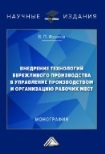 НАУЧНЫЕ ИЗДАНИЯ
ВНЕДРЕНИЕ ТЕХНОЛОГИЙ
БЕРЕЖЛИВОГО ПРОИЗВОДСТВА
В УПРАВЛЕНИЕ ПРОИЗВОДСТВОМ
И ОРГАНИЗАЦИЮ РАБОЧИХ МЕСТ
МОНОГРАФИЯ